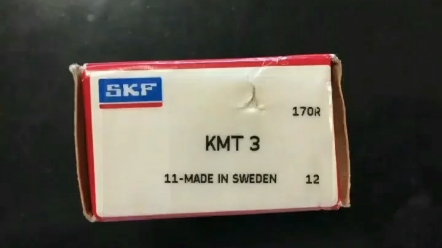 SKF
170R
KMT 3
11-MADE IN SWEDEN 12